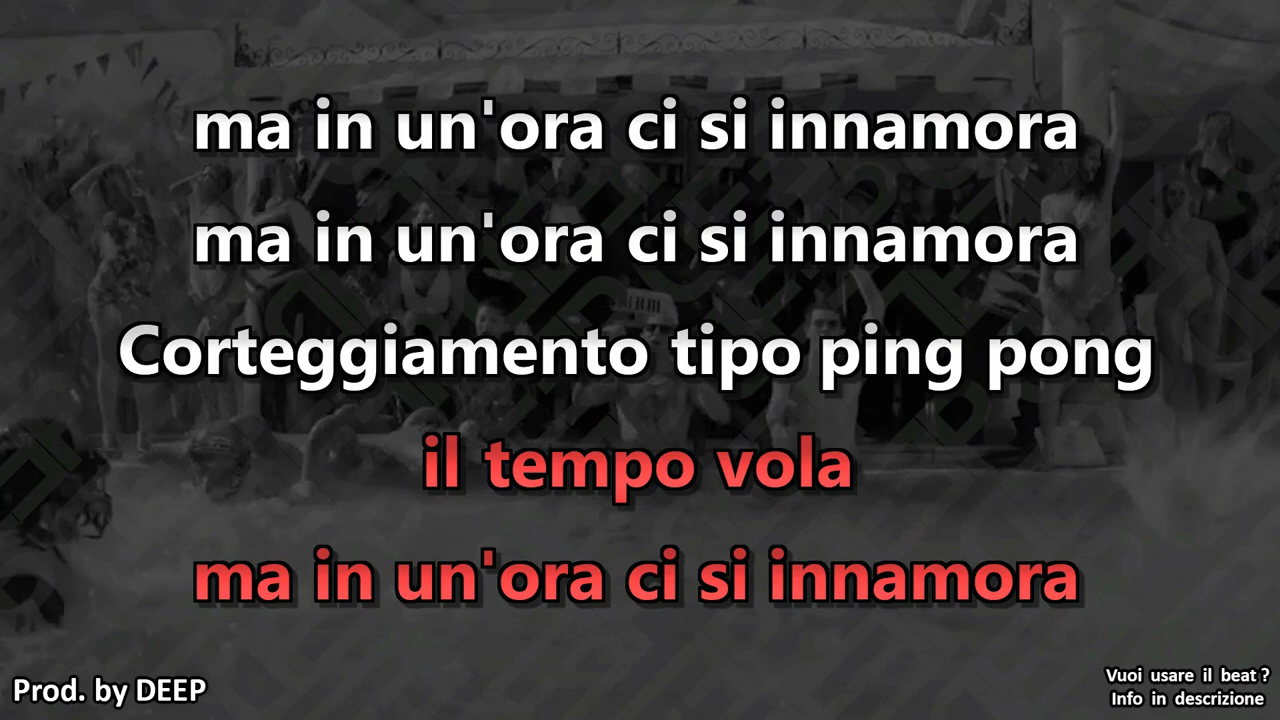 ma in un'ora ci si innamora
ma in un'ora ci si innamora
Corteggiamento tipo ping pong
il tempo vola
ma in un'ora ci si innamora
Prod. by DEEP
Vuoi usare il beat ?
Info in descrizione